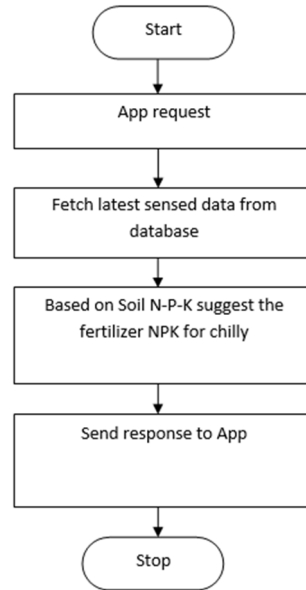 Start
App request
Fetch latest sensed data from
database
Based on Soil N-P-K suggest the
fertilizer NPK for chilly
Send response to App
Stop